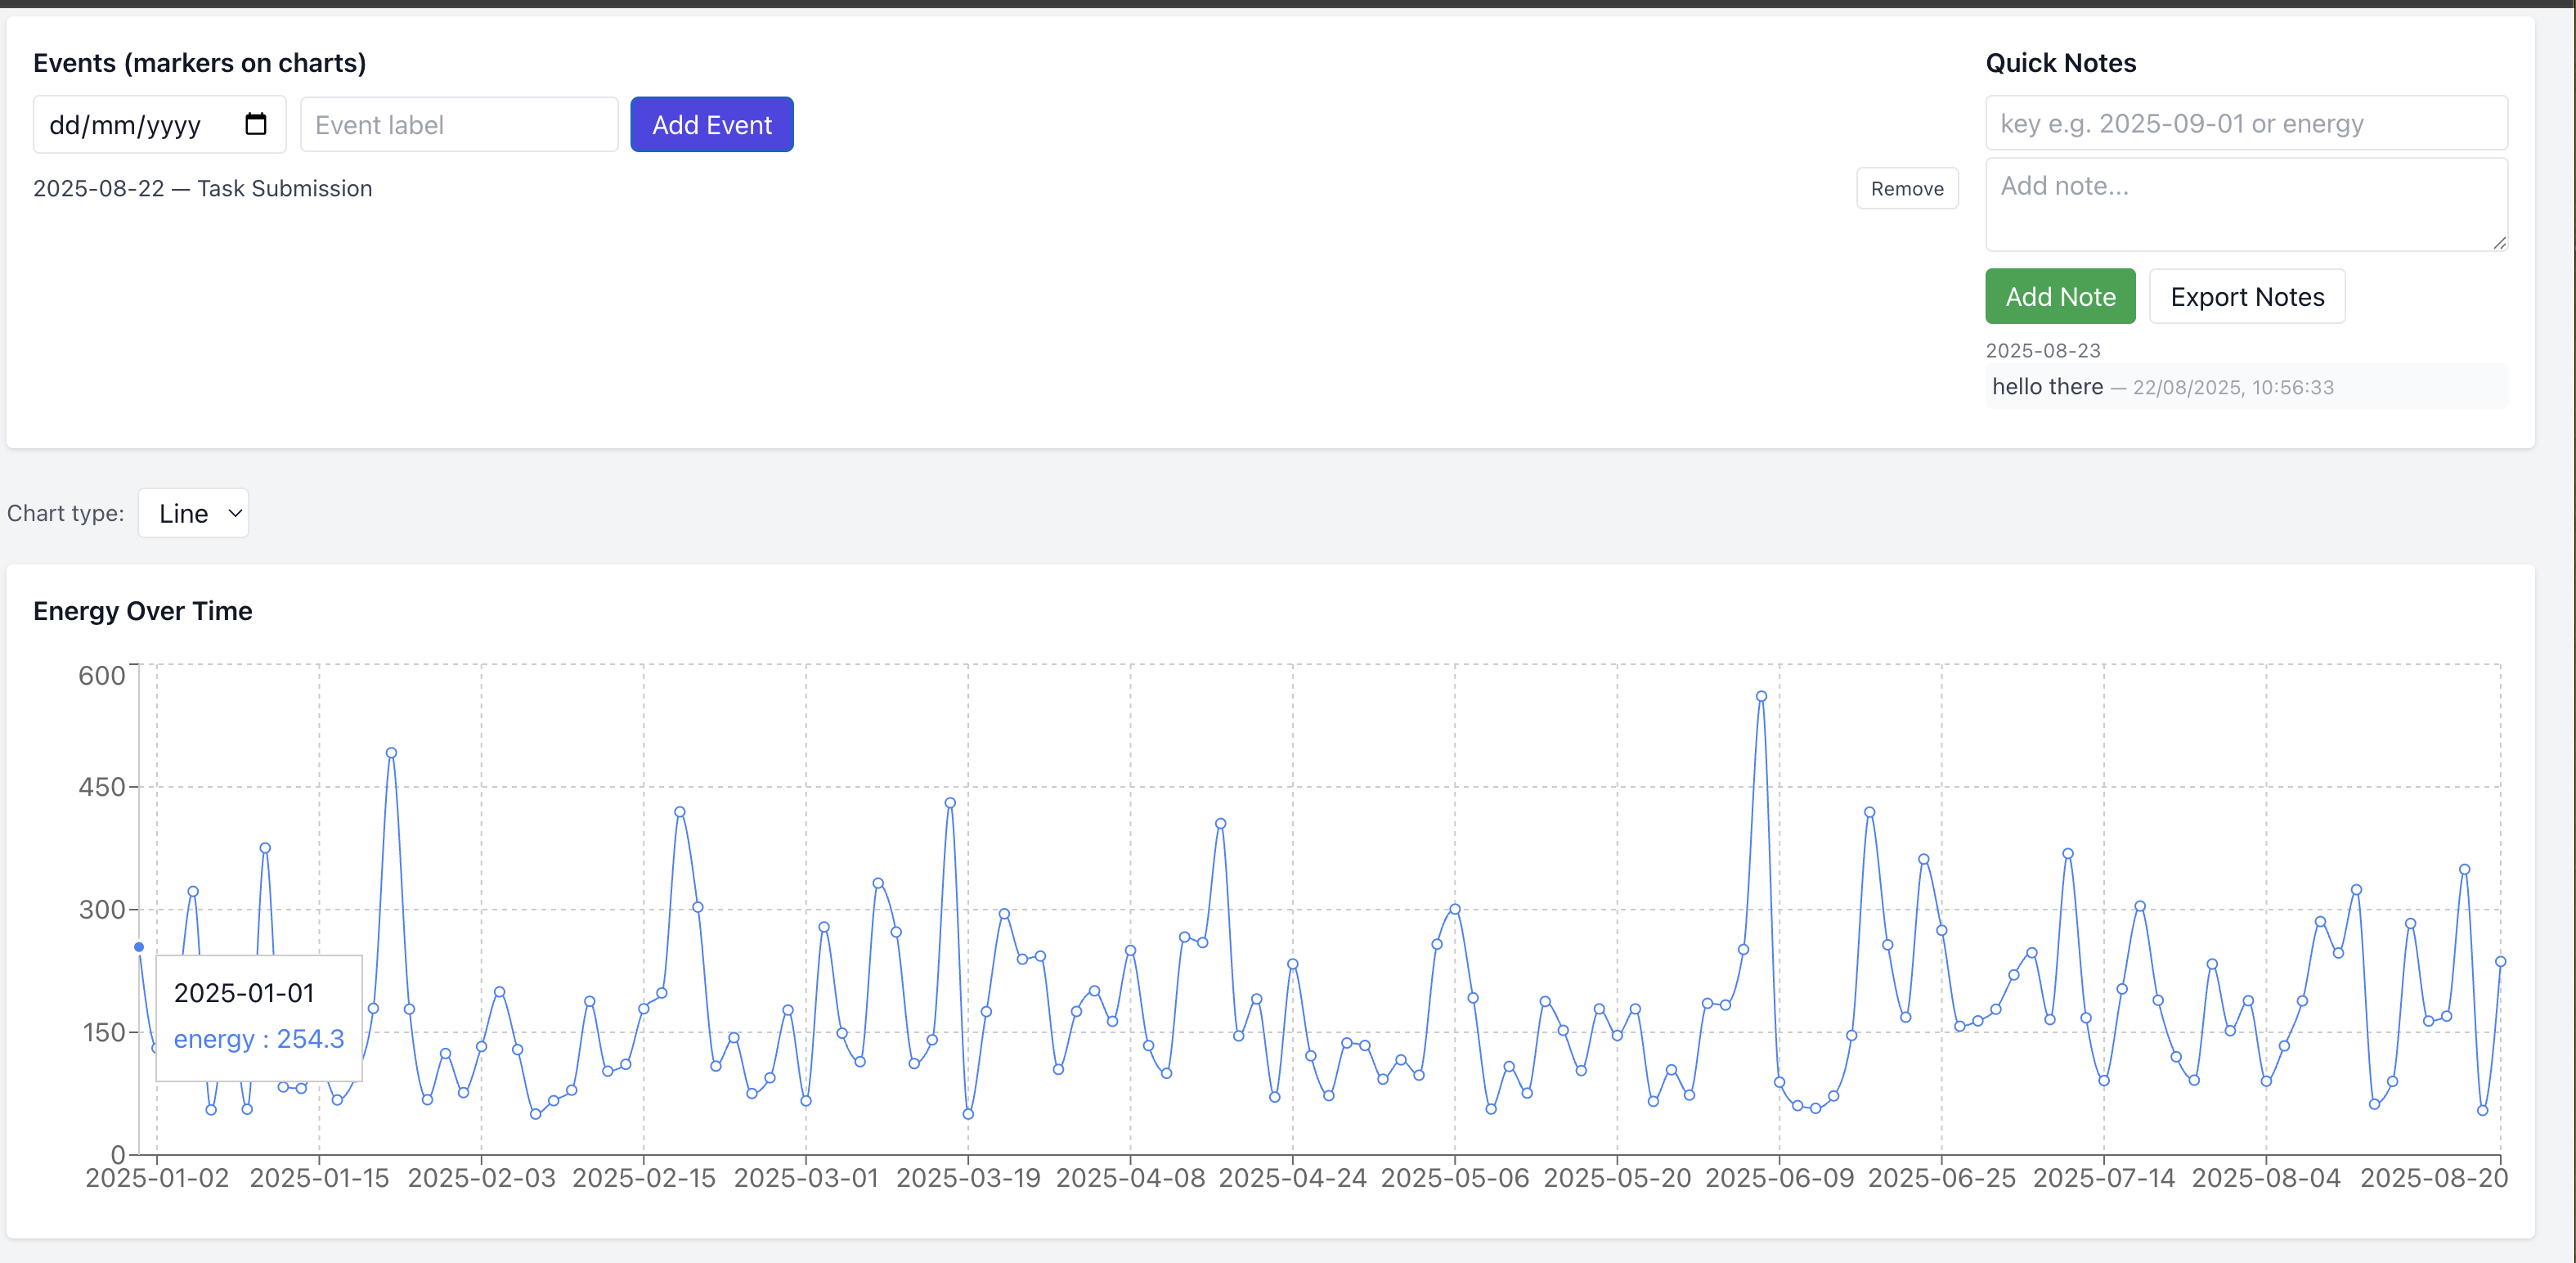 Events (markers on charts)
dd/mm/yyyy
Event label
Add Event
2025-08-22 — Task Submission
Remove
Quick Notes
key e.g. 2025-09-01 or energy
Add note...
Add Note
Export Notes
2025-08-23
hello there — 22/08/2025, 10:56:33
Chart type:
Line
Energy Over Time
600
450
300
150
0
2025-01-01
energy : 254.3
2025-01-02 2025-01-15 2025-02-03 2025-02-15 2025-03-01 2025-03-19 2025-04-08 2025-04-24 2025-05-06 2025-05-20 2025-06-09 2025-06-25 2025-07-14 2025-08-04 2025-08-20